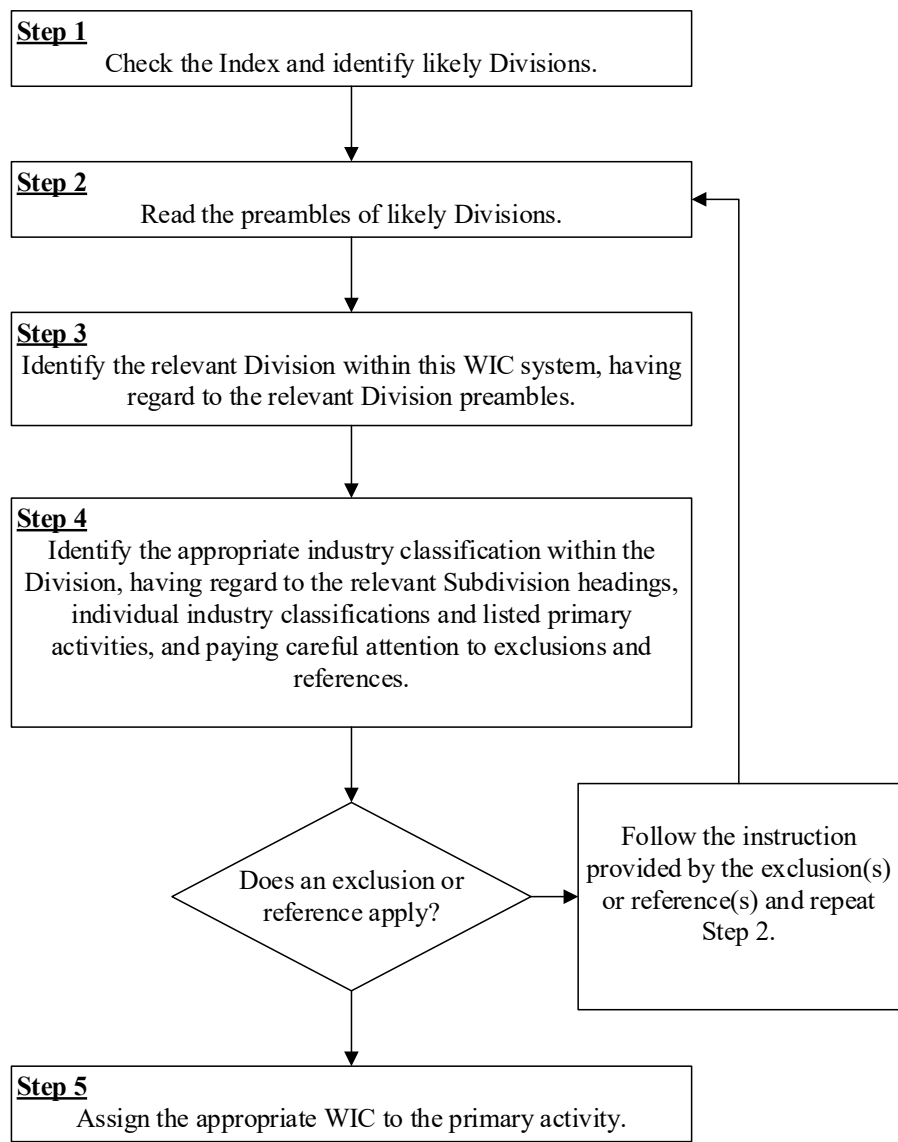 Step 1
Check the Index and identify likely Divisions.
Step 2
Read the preambles of likely Divisions.
Step 3
Identify the relevant Division within this WIC system, having
regard to the relevant Division preambles.
Step 4
Identify the appropriate industry classification within the
Division, having regard to the relevant Subdivision headings,
individual industry classifications and listed primary
activities, and paying careful attention to exclusions and
references.
Does an exclusion or
reference apply?
Follow the instruction
provided by the exclusion(s)
or reference(s) and repeat
Step 2.
Step 5
Assign the appropriate WIC to the primary activity.